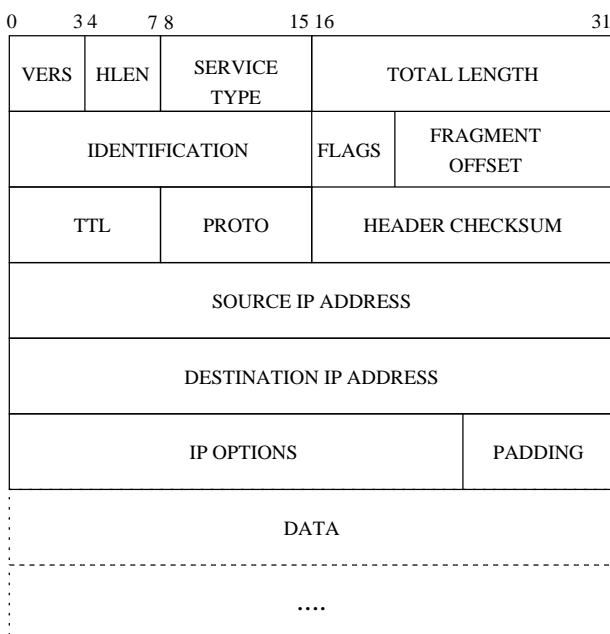 0 3 4 7 8 15 16 31
VERS HLEN SERVICE TYPE TOTAL LENGTH
IDENTIFICATION FLAGS FRAGMENT OFFSET
TTL PROTO HEADER CHECKSUM
SOURCE IP ADDRESS
DESTINATION IP ADDRESS
IP OPTIONS PADDING
DATA
....